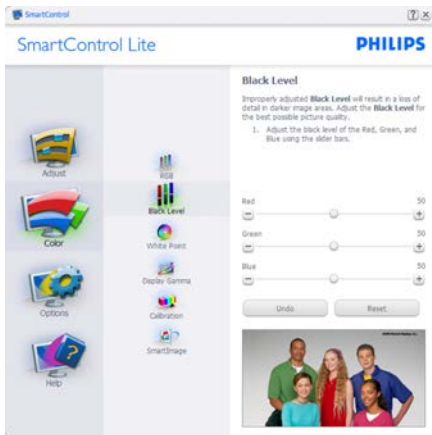 SmartControl
SmartControl Lite
PHILIPS
Adjust
Color
Options
Help
RGB
Black Level
White Point
Display Gamma
Calibration
SmartImage
Black Level
Improperly adjusted Black Level will result in a loss of
detail in darker image areas. Adjust the Black Level for
the best possible picture quality.
1. Adjust the black level of the Red, Green, and
Blue using the slider bars.
Red 50
Green 50
Blue 50
Undo Reset